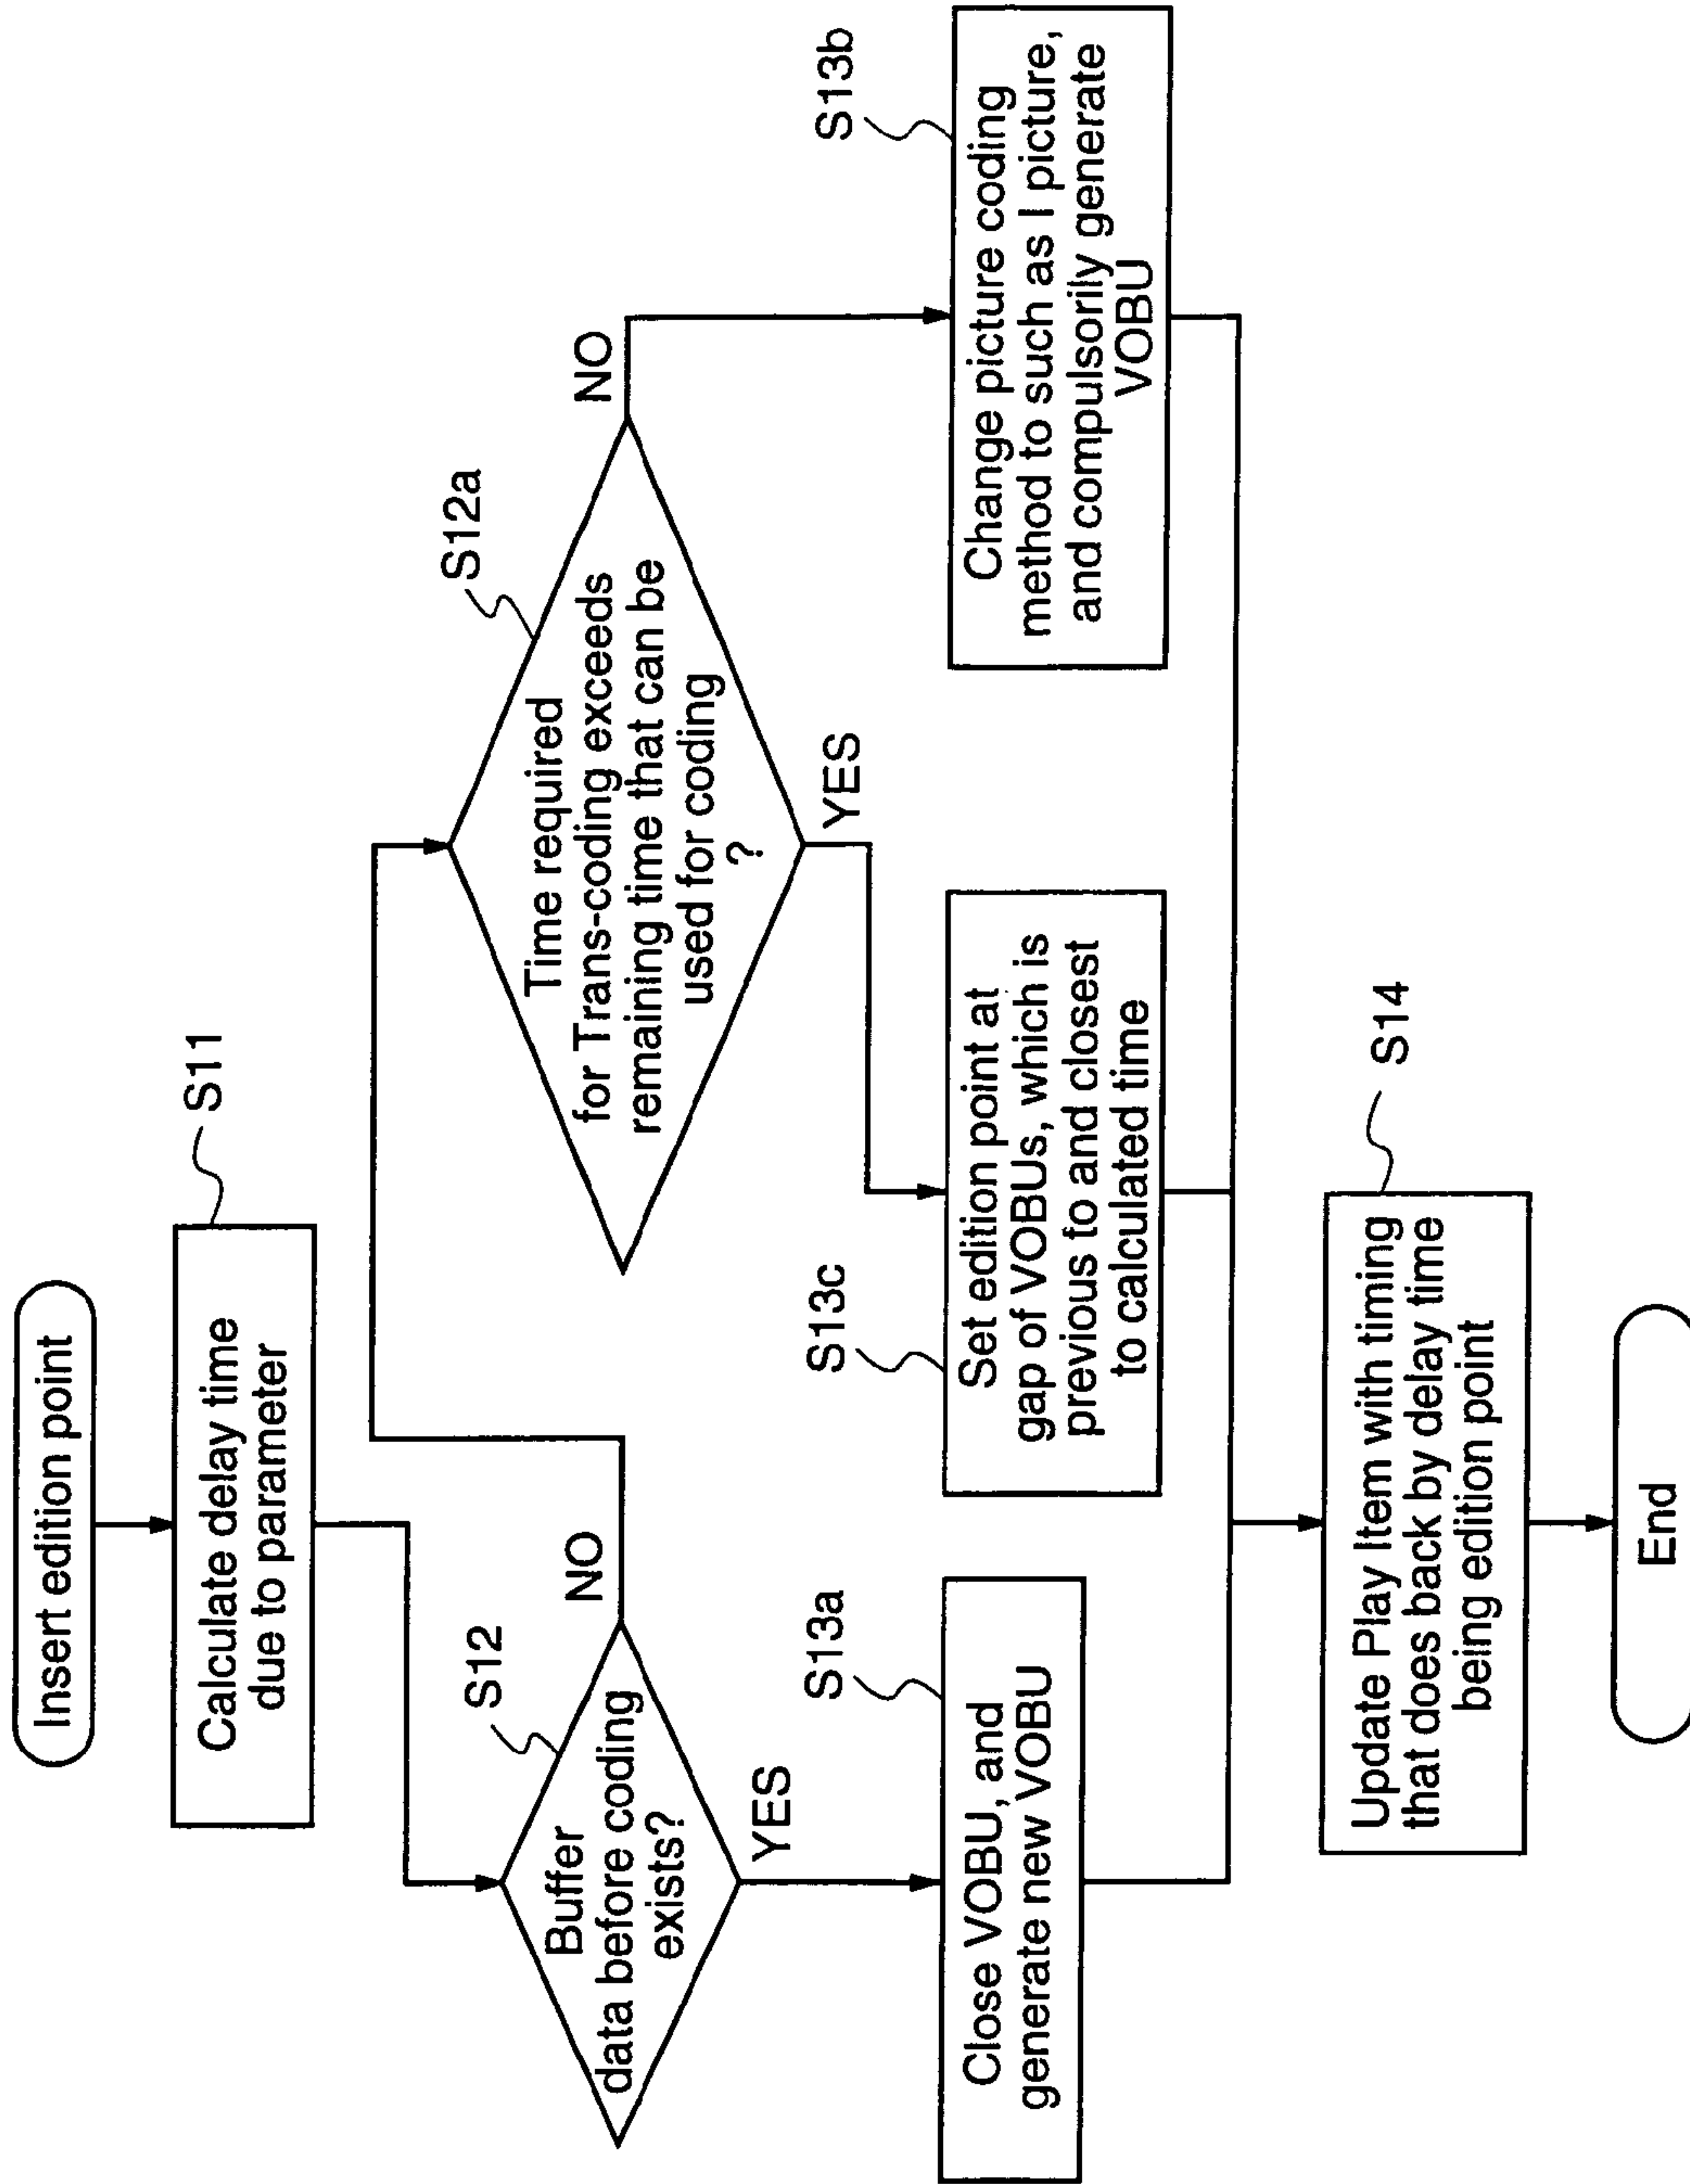 Insert edition point
S11
Calculate delay time
due to parameter
S12
Buffer
data before coding
exists?
NO
YES
S12a
Time required
for Trans-coding exceeds
remaining time that can be
used for coding
?
NO
YES
S13a
Close VOBU, and
generate new VOBU
S13c
Set edition point at
gap of VOBUs, which is
previous to and closest
to calculated time
S13b
Change picture coding
method to such as I picture,
and compulsorily generate
VOBU
S14
Update Play Item with timing
that does back by delay time
being edition point
End